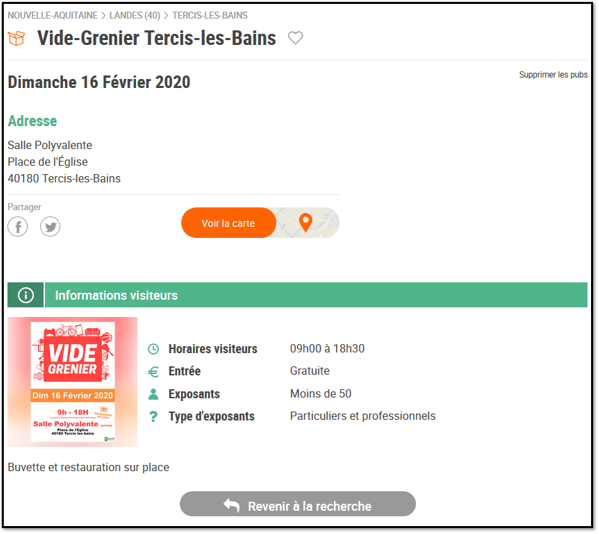 NOUVELLE-AQUITAINE > LANDES (40) > TERCIS-LES-BAINS
Vide-Grenier Tercis-les-Bains
Dimanche 16 Février 2020
Supprimer les pubs
Adresse
Salle Polyvalente
Place de l'Église
40180 Tercis-les-Bains
Partager
Voir la carte
Informations visiteurs
VIDE
GRENIER
Dim 16 Février 2020
9h - 18H
Salle Polyvalente
Place de l'Église
40180 Tercis les bains
Horaires visiteurs 09h00 à 18h30
Entrée Gratuite
Exposants Moins de 50
Type d'exposants Particuliers et professionnels
Buvette et restauration sur place
Revenir à la recherche